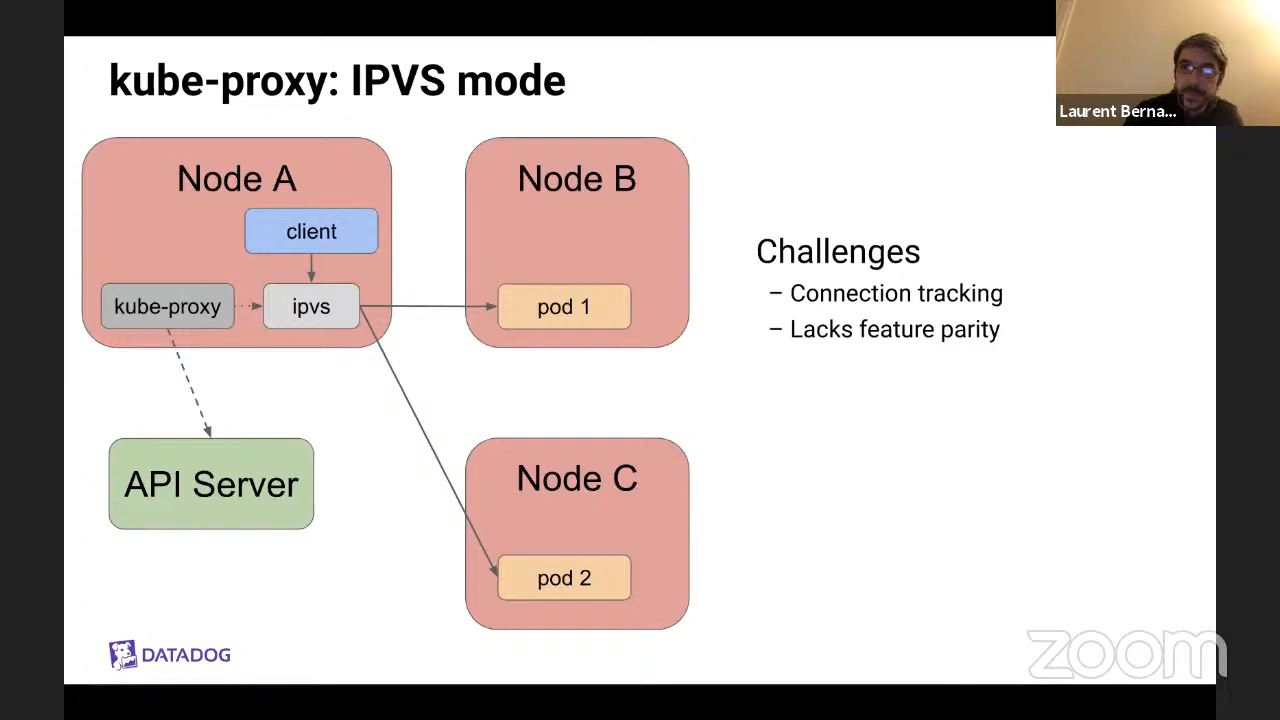 kube-proxy: IPVS mode
Laurent Berna...
Node A
client
kube-proxy
ipvs
Node B
pod 1
Challenges
– Connection tracking
– Lacks feature parity
API Server
Node C
pod 2
DATADOG
zoom